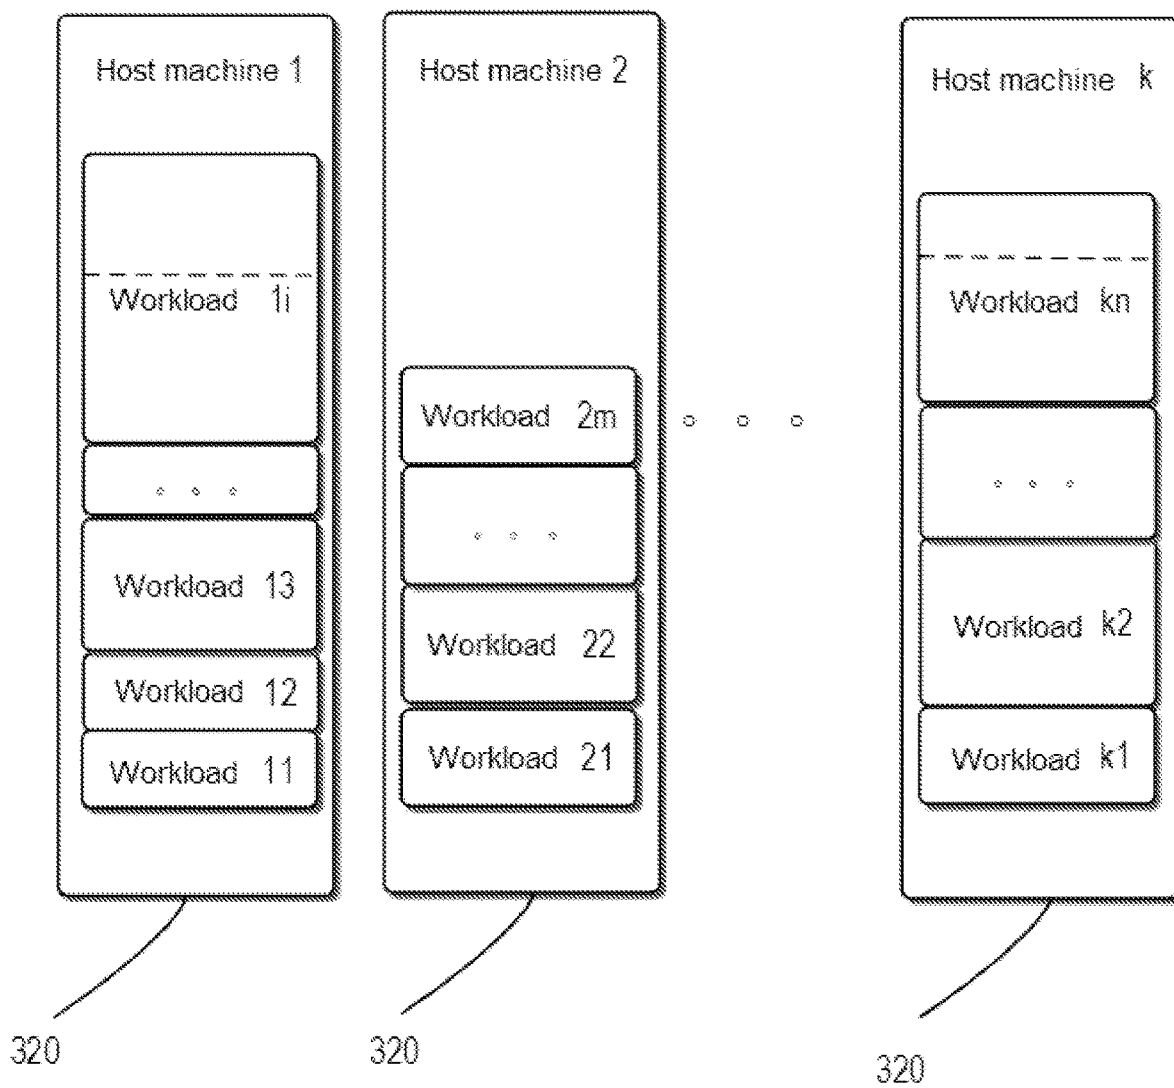 Host machine 1
Workload 1i
. . .
Workload 13
Workload 12
Workload 11
320
Host machine 2
Workload 2m
. . .
Workload 22
Workload 21
320
. . .
Host machine k
Workload kn
. . .
Workload k2
Workload k1
320